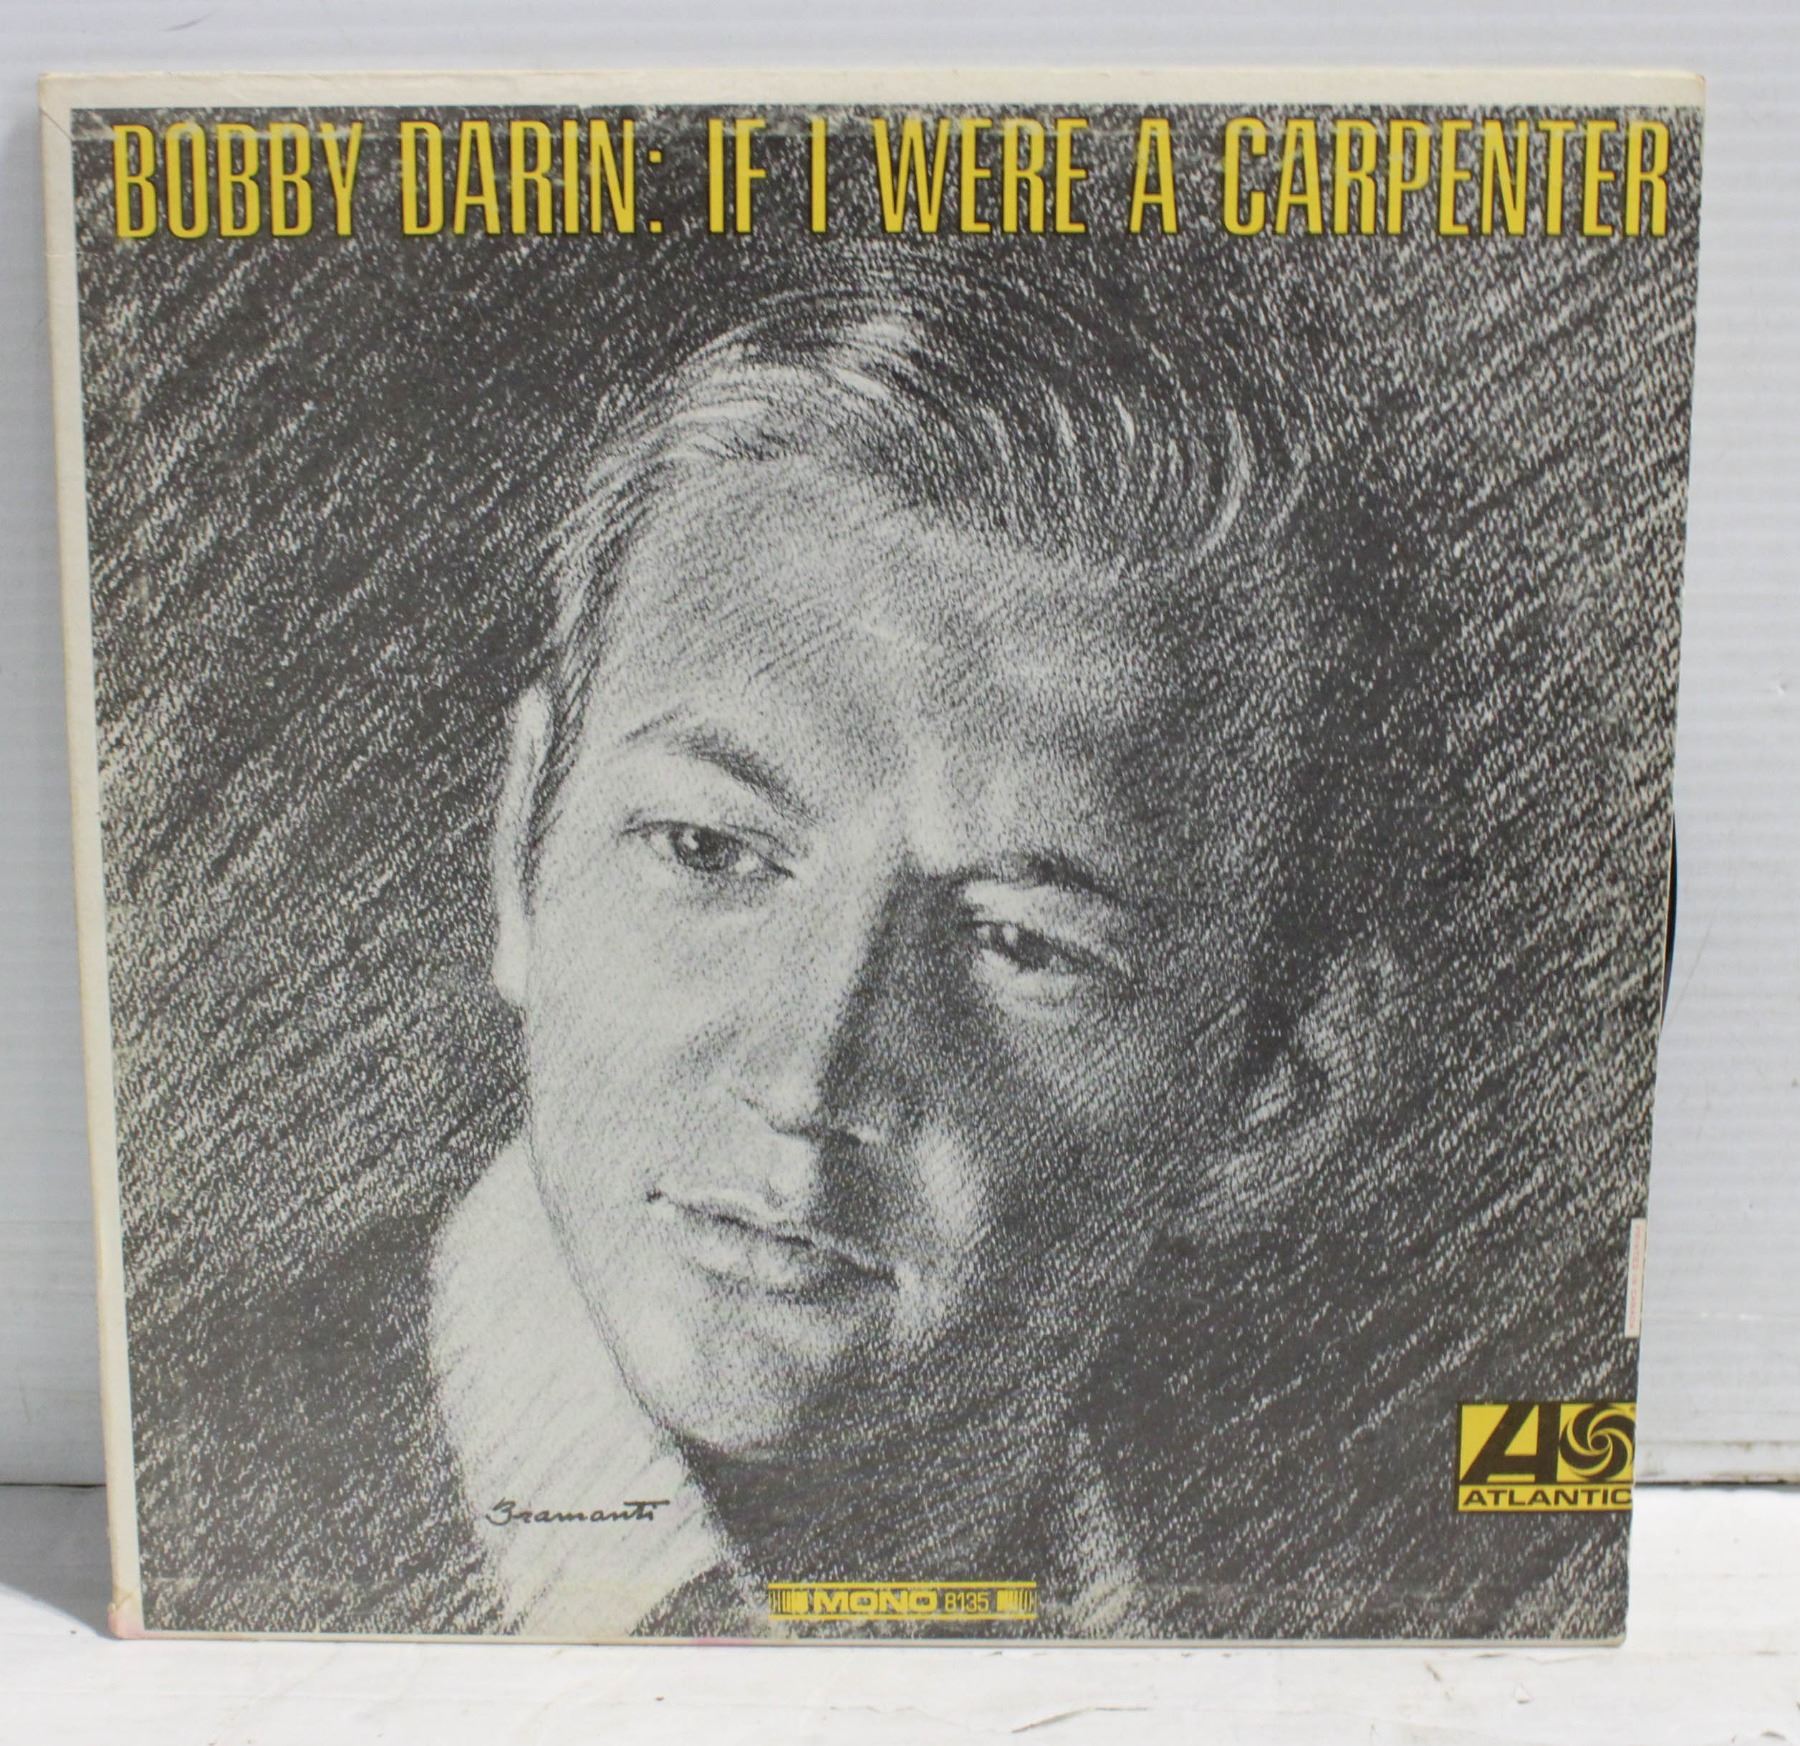 BOBBY DARIN: IF I WERE A CARPENTER
Bramanti
ATLANTIC
MONO 8135